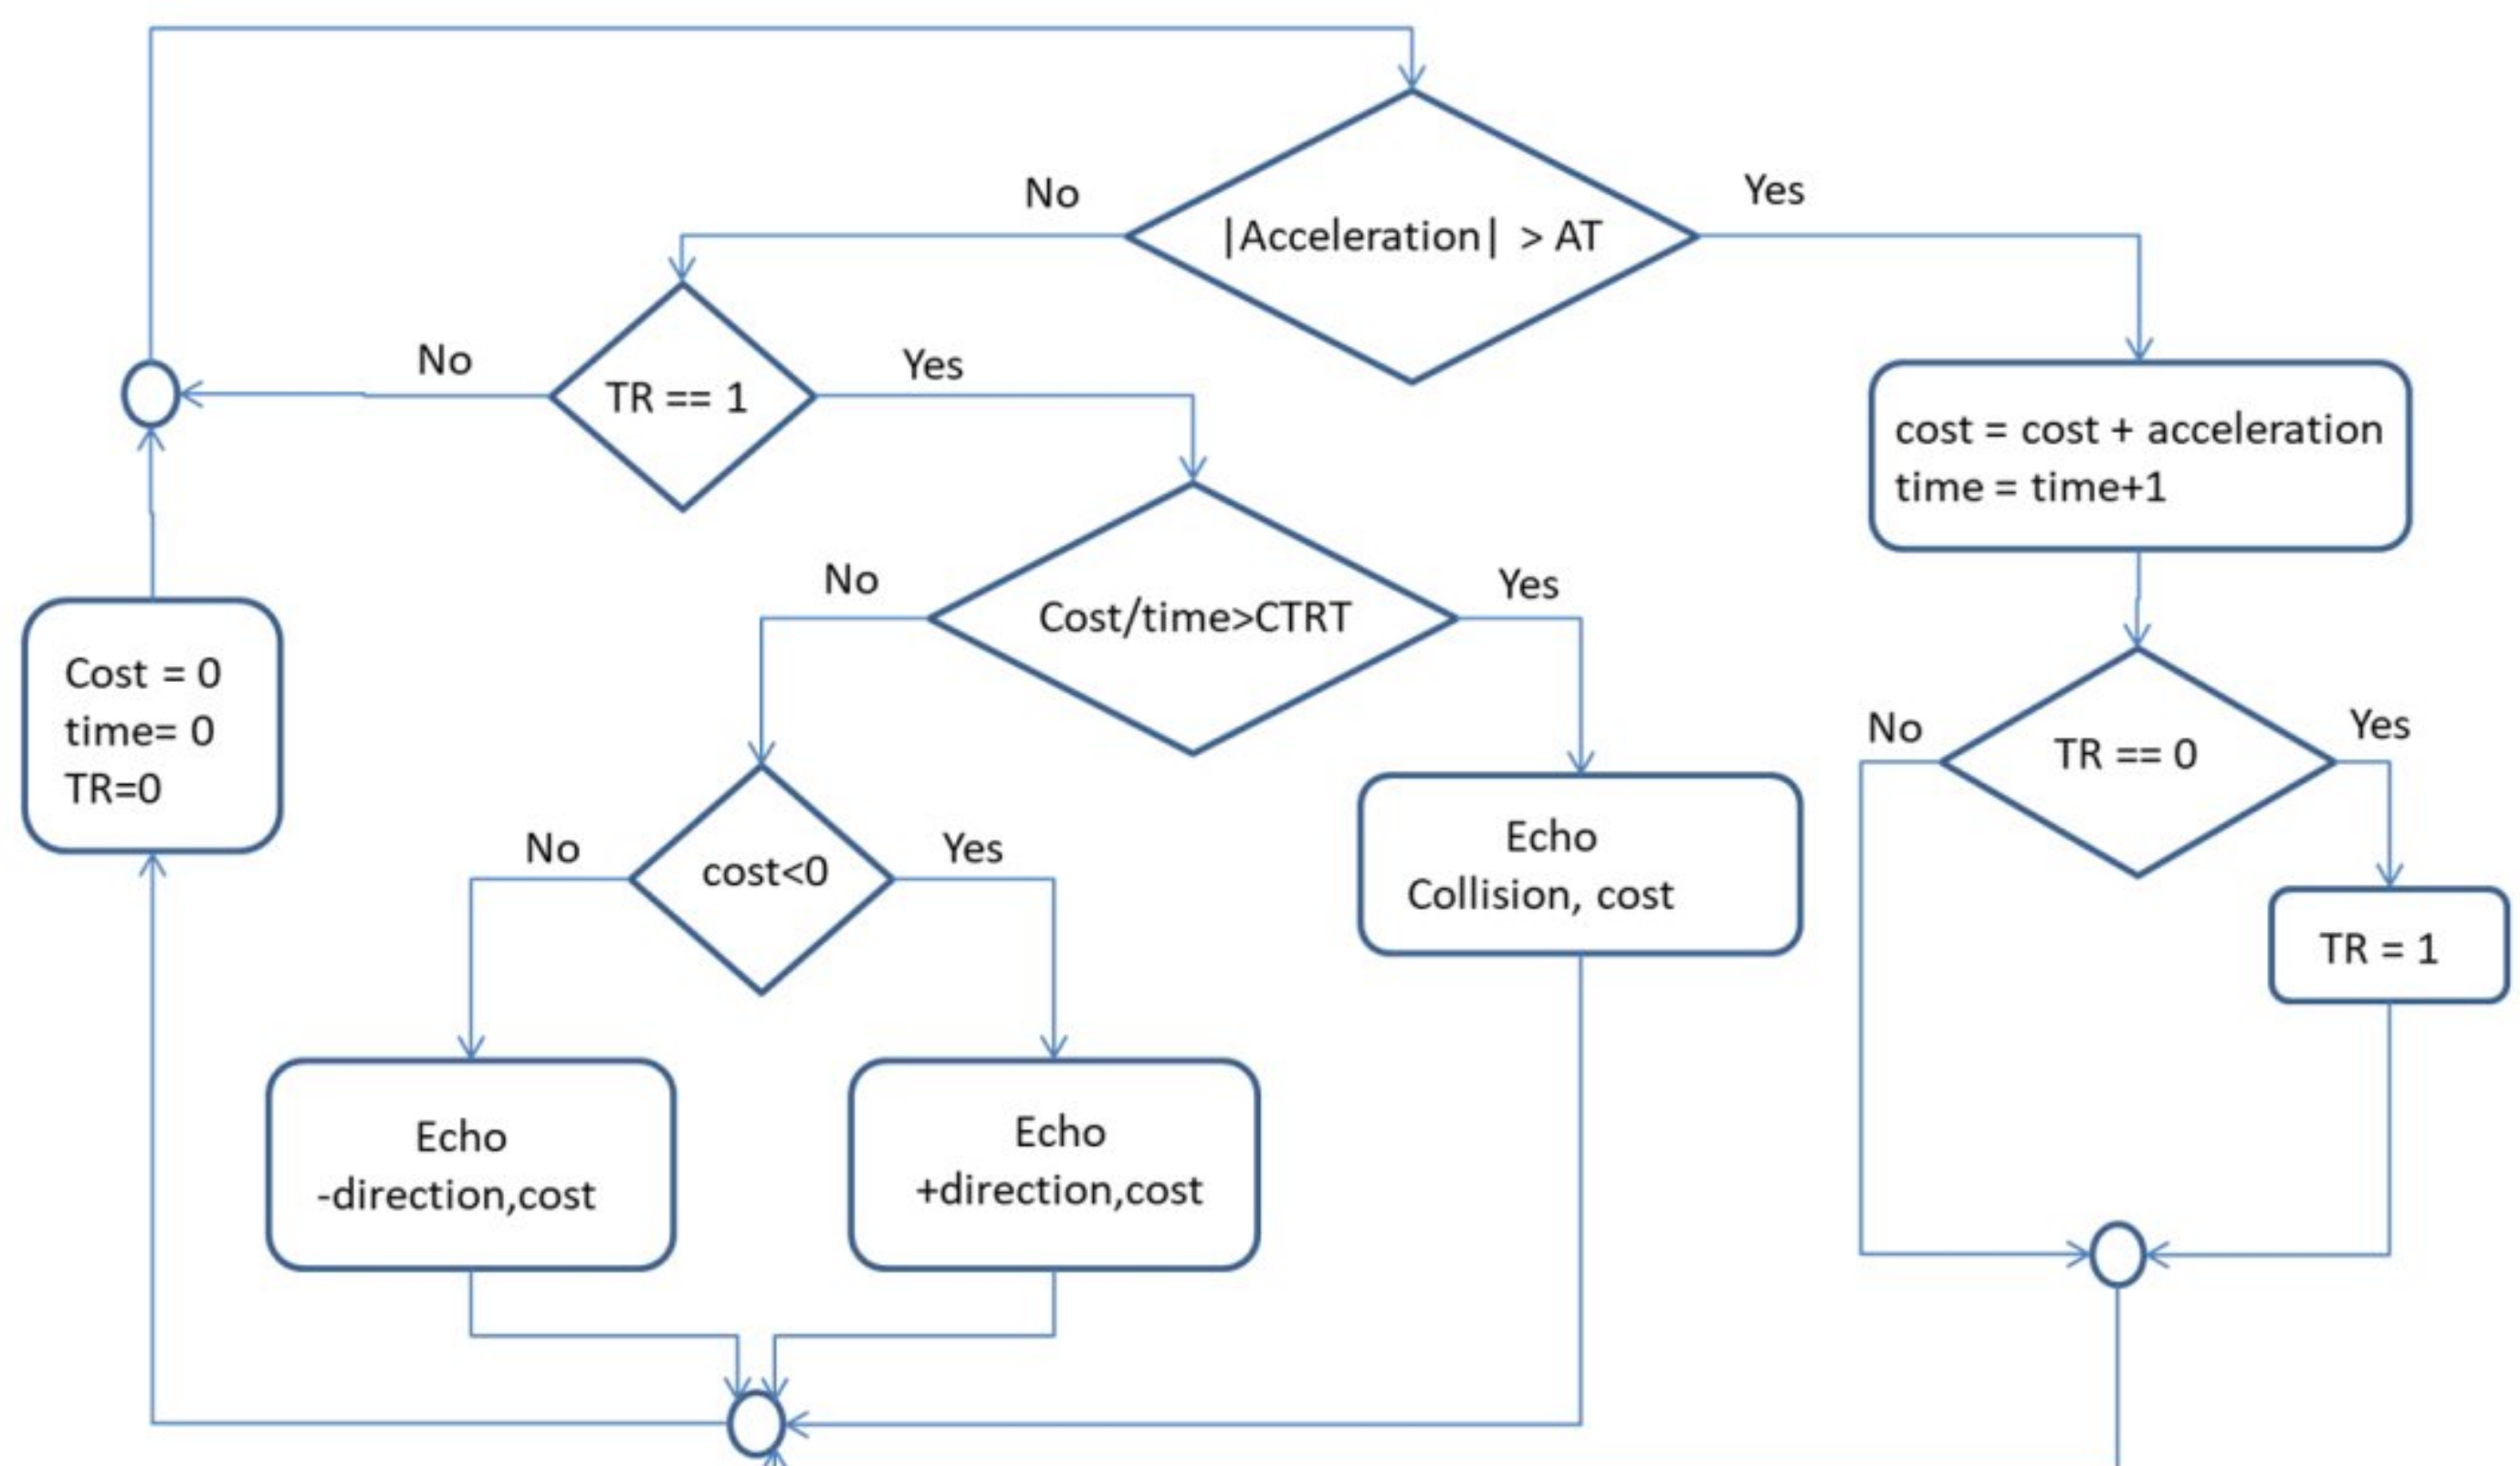 No
Yes
|Acceleration| > AT
No
Yes
TR == 1
cost = cost + acceleration
time = time+1
No
Yes
Cost/time>CTRT
Cost = 0
time= 0
TR=0
No
Yes
TR == 0
No
Yes
cost<0
Echo
Collision, cost
TR = 1
Echo
-direction,cost
Echo
+direction,cost